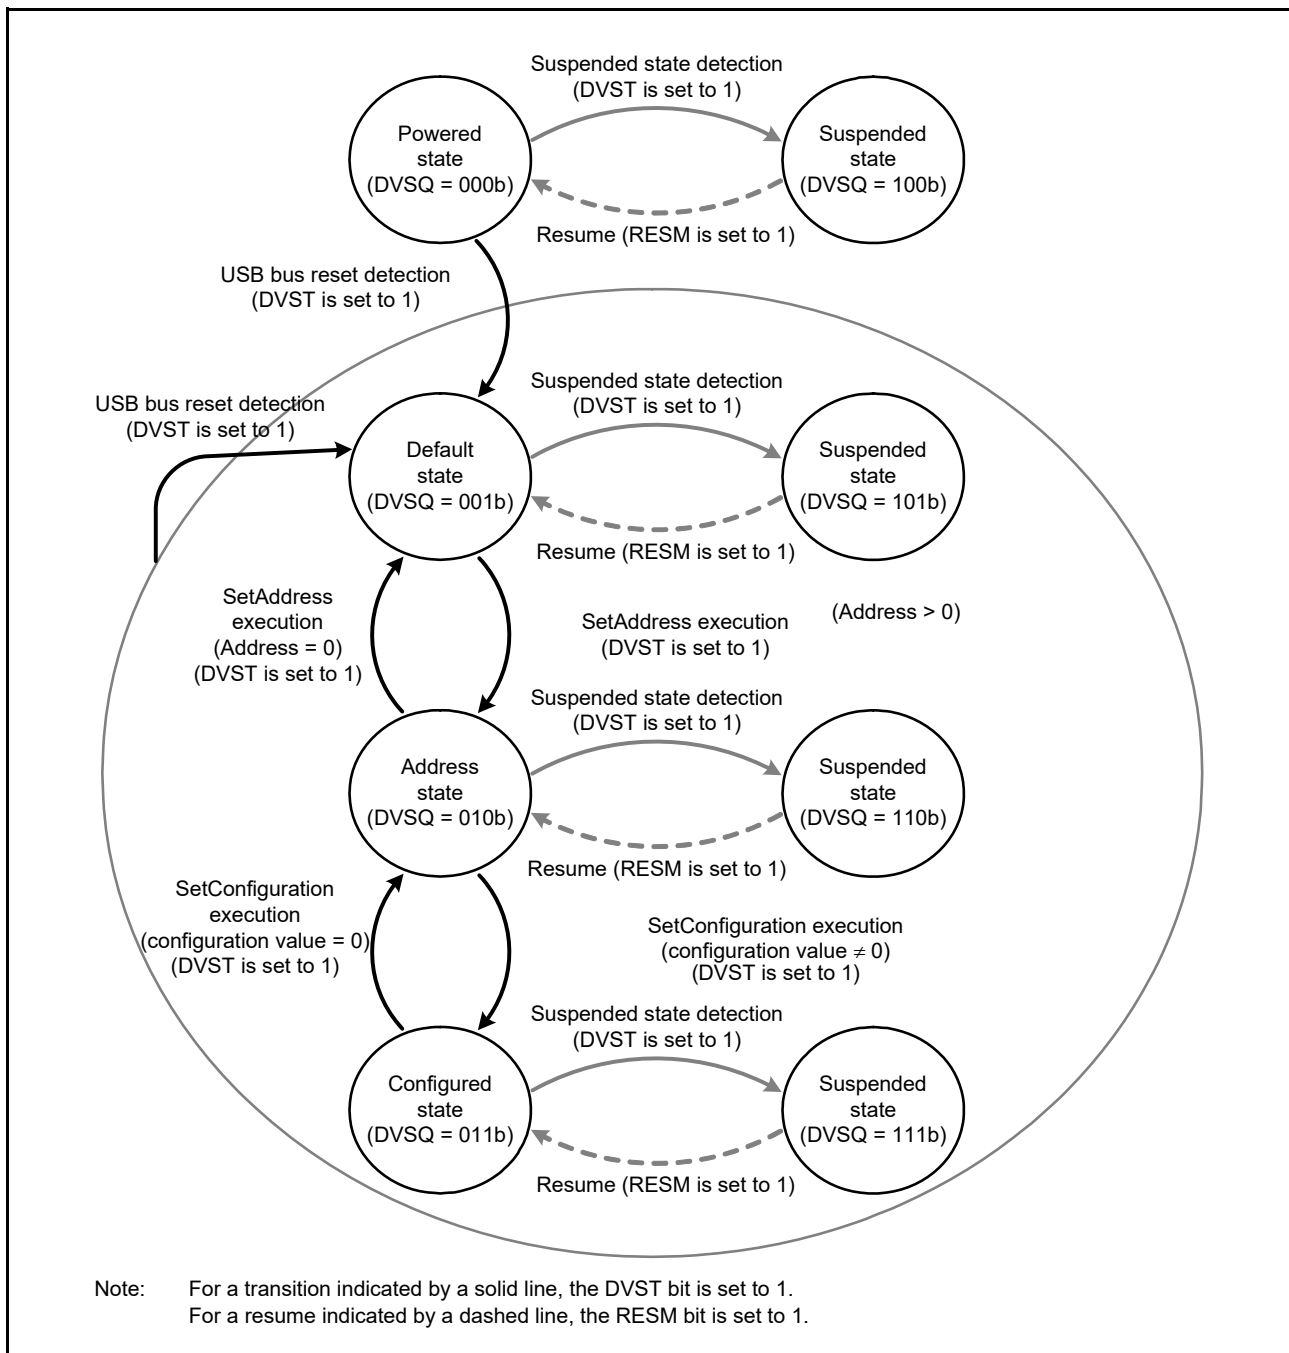 Suspended state detection
(DVST is set to 1)
Powered
state
(DVSQ = 000b)
Suspended
state
(DVSQ = 100b)
Resume (RESM is set to 1)
USB bus reset detection
(DVST is set to 1)
Suspended state detection
(DVST is set to 1)
USB bus reset detection
(DVST is set to 1)
Default
state
(DVSQ = 001b)
Suspended
state
(DVSQ = 101b)
Resume (RESM is set to 1)
SetAddress
execution
(Address = 0)
(DVST is set to 1)
SetAddress execution
(DVST is set to 1)
(Address > 0)
Suspended state detection
(DVST is set to 1)
Address
state
(DVSQ = 010b)
Suspended
state
(DVSQ = 110b)
Resume (RESM is set to 1)
SetConfiguration
execution
(configuration value = 0)
(DVST is set to 1)
SetConfiguration execution
(configuration value ≠ 0)
(DVST is set to 1)
Suspended state detection
(DVST is set to 1)
Configured
state
(DVSQ = 011b)
Suspended
state
(DVSQ = 111b)
Resume (RESM is set to 1)
Note: For a transition indicated by a solid line, the DVST bit is set to 1.
For a resume indicated by a dashed line, the RESM bit is set to 1.